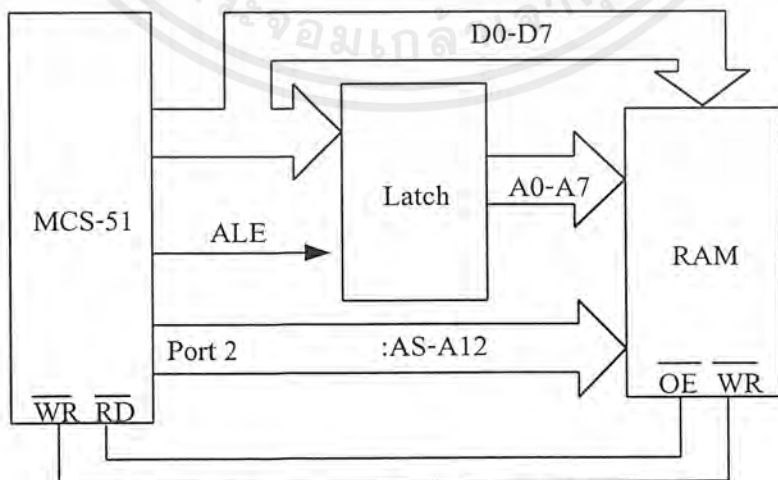 D0-D7
MCS-51
Latch
A0-A7
ALE
RAM
Port 2
:AS-A12
WR RD
OE WR